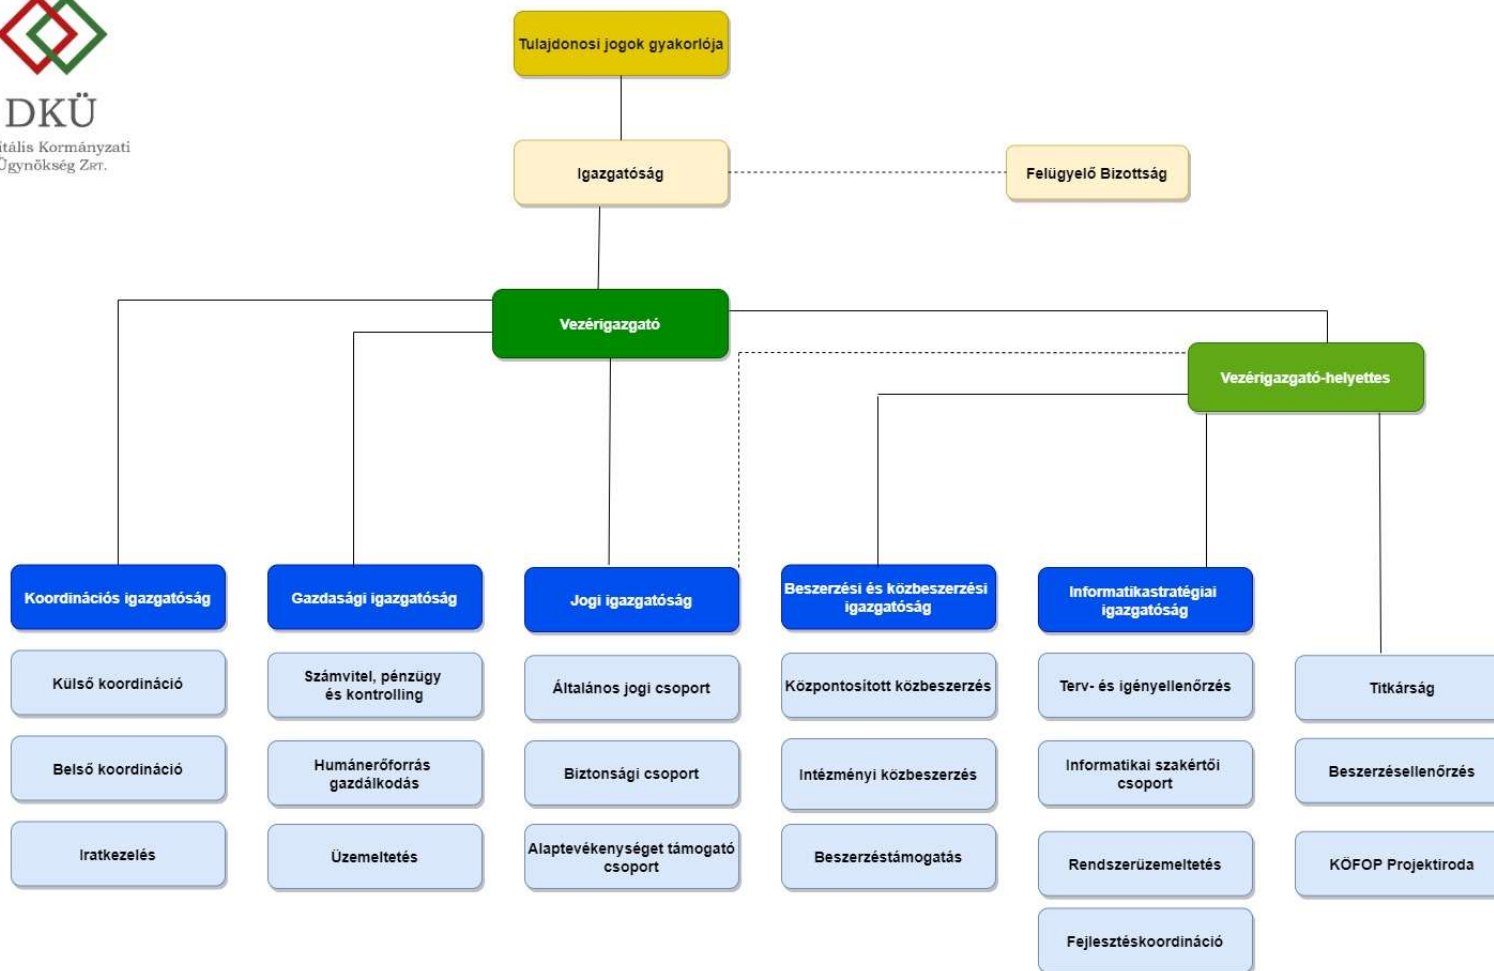 DKÜ
itális Kormányzati
Ügynökség ZRT.
Tulajdonosi jogok gyakorlója
Igazgatóság
Felügyelő Bizottság
Vezérigazgató
Vezérigazgató-helyettes
Koordinációs igazgatóság
Külső koordináció
Belső koordináció
Iratkezelés
Gazdasági igazgatóság
Számvitel, pénzügy
és kontrolling
Humánerőforrás
gazdálkodás
Üzemeltetés
Jogi igazgatóság
Általános jogi csoport
Biztonsági csoport
Alaptevékenységet támogató
csoport
Beszerzési és közbeszerzési
igazgatóság
Központosított közbeszerzés
Intézményi közbeszerzés
Beszerzéstámogatás
Informatikastratégiai
igazgatóság
Terv- és igényellenőrzés
Informatikai szakértői
csoport
Rendszerüzemeltetés
Fejlesztéskoordináció
Titkárság
Beszerzésellenőrzés
KÖFOP Projektiroda